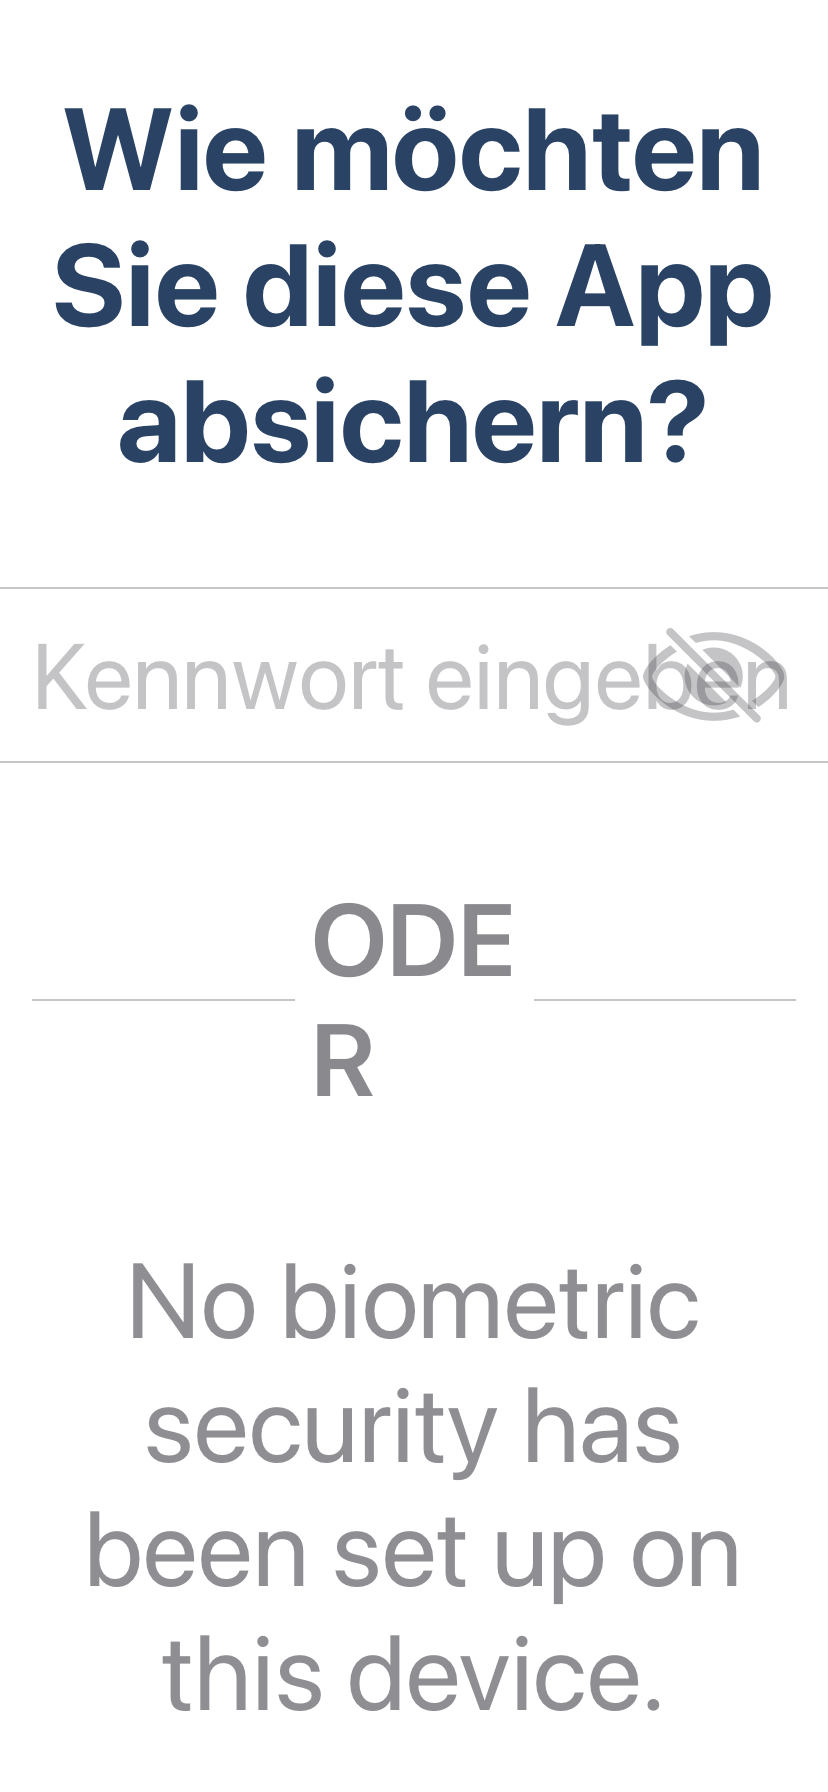 Wie möchten
Sie diese App
absichern?
Kennwort eingeben
ODE
R
No biometric
security has
been set up on
this device.